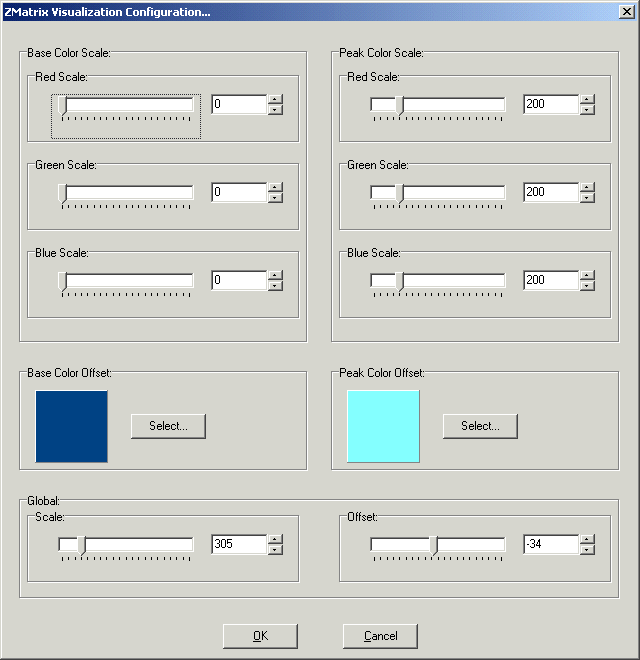 ZMatrix Visualization Configuration...
Base Color Scale:
Red Scale:
0
Green Scale:
0
Blue Scale:
0
Peak Color Scale:
Red Scale:
200
Green Scale:
200
Blue Scale:
200
Base Color Offset:
Select...
Peak Color Offset:
Select...
Global:
Scale:
305
Offset:
-34
OK
Cancel